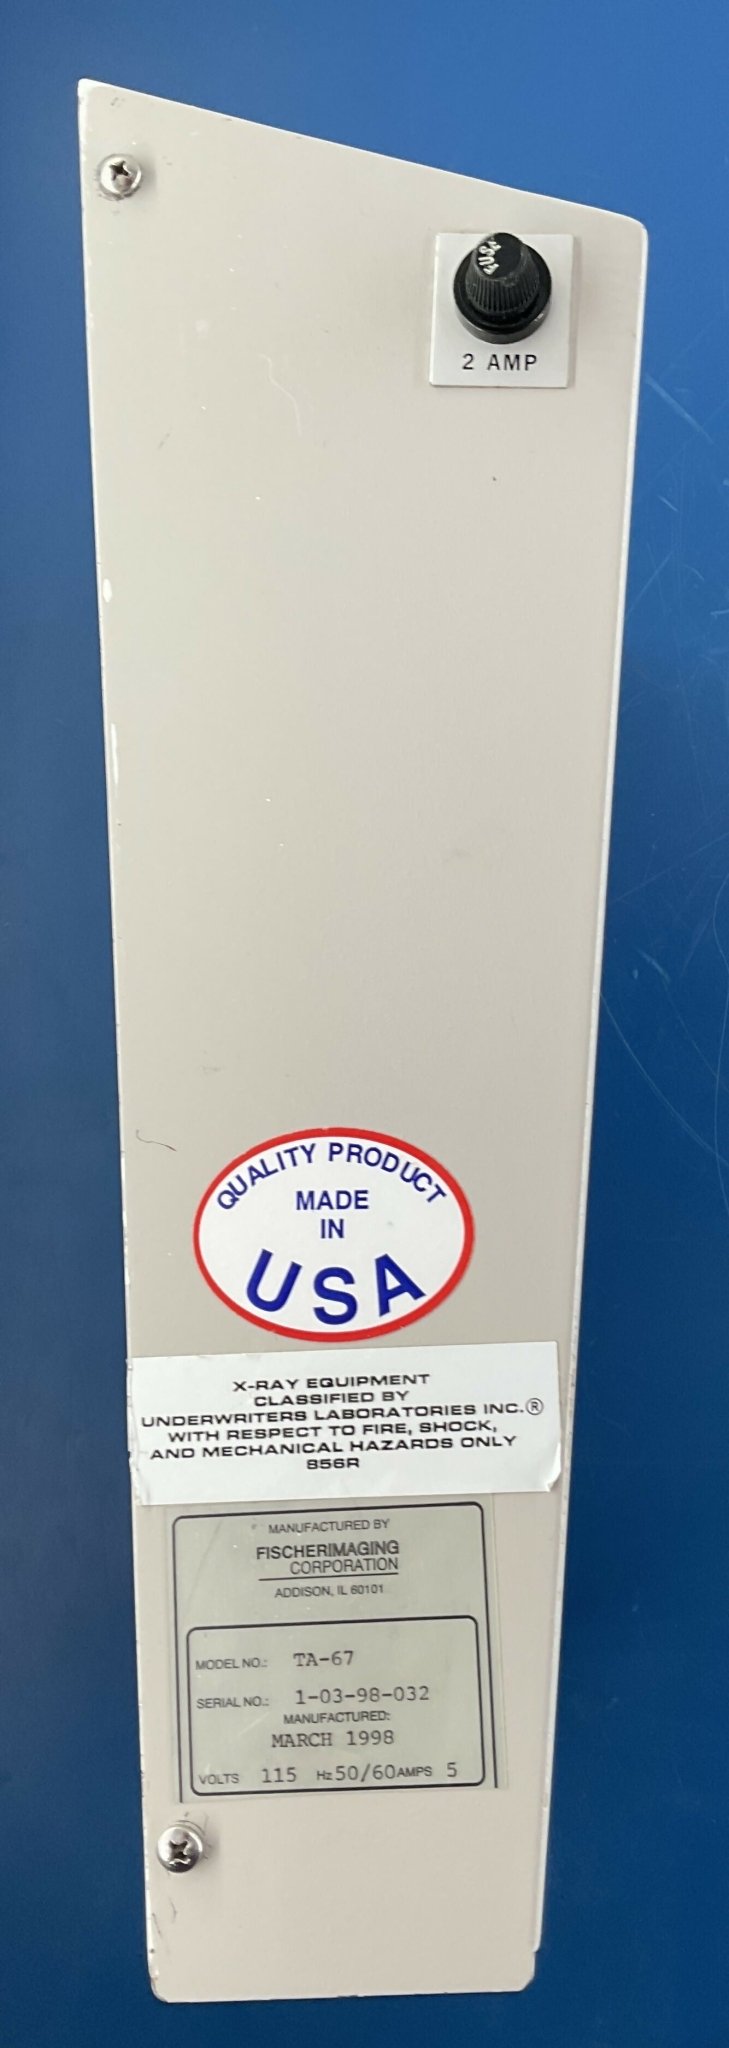 FUSE
2 AMP
QUALITY PRODUCT
MADE
IN
USA
X-RAY EQUIPMENT
CLASSIFIED BY
UNDERWRITERS LABORATORIES INC.®
WITH RESPECT TO FIRE, SHOCK,
AND MECHANICAL HAZARDS ONLY
856R
MANUFACTURED BY
FISCHERIMAGING
CORPORATION
ADDISON, IL 60101
MODEL NO.: TA-67
SERIAL NO.: 1-03-98-032
MANUFACTURED:
MARCH 1998
VOLTS 115 Hz 50/60 AMPS 5